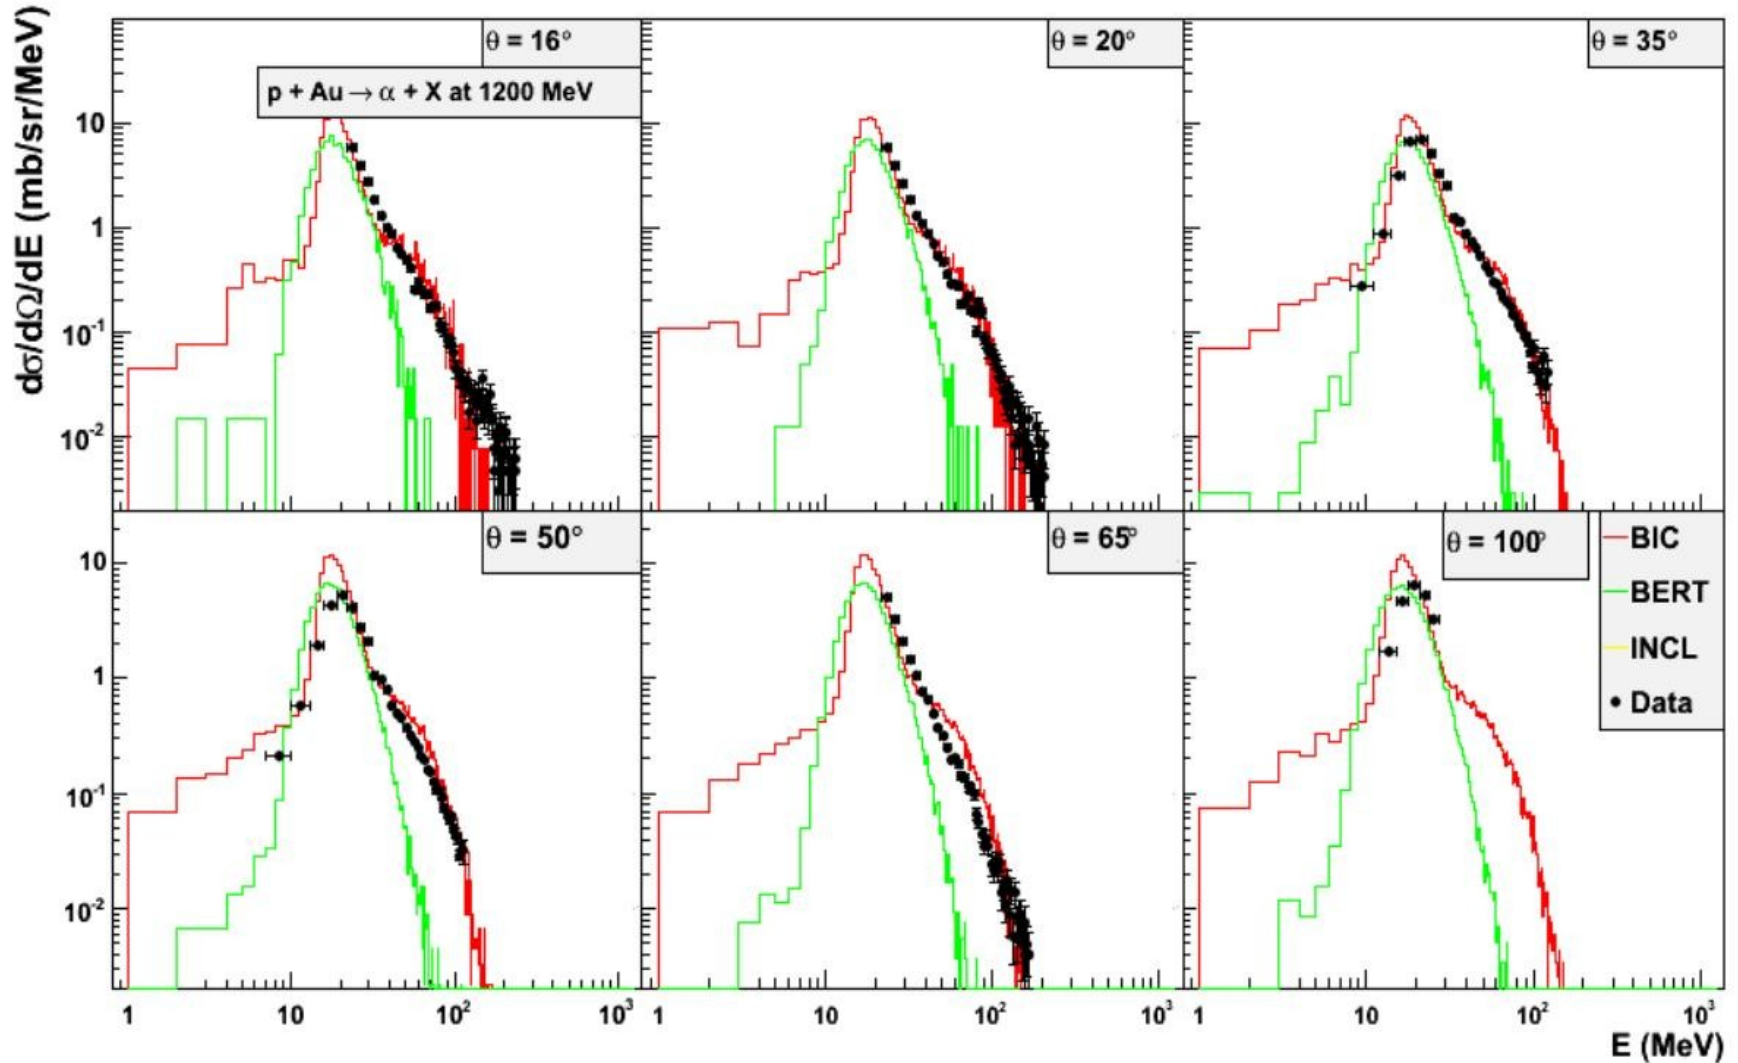 dσ/dΩ/dE (mb/sr/MeV)
θ = 16°
p + Au → α + X at 1200 MeV
θ = 20°
θ = 35°
10
1
10⁻¹
10⁻²
θ = 50°
θ = 65°
θ = 100°
BIC
BERT
INCL
Data
10
1
10⁻¹
10⁻²
1 10 10² 10³
1 10 10² 10³
1 10 10² 10³
E (MeV)